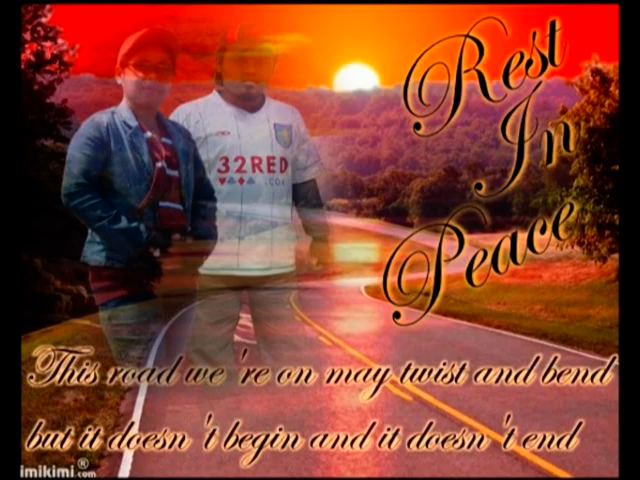 Rest
In
Peace
32RED
.COM
This road we 're on may twist and bend
but it doesn 't begin and it doesn 't end
imikimi®.com